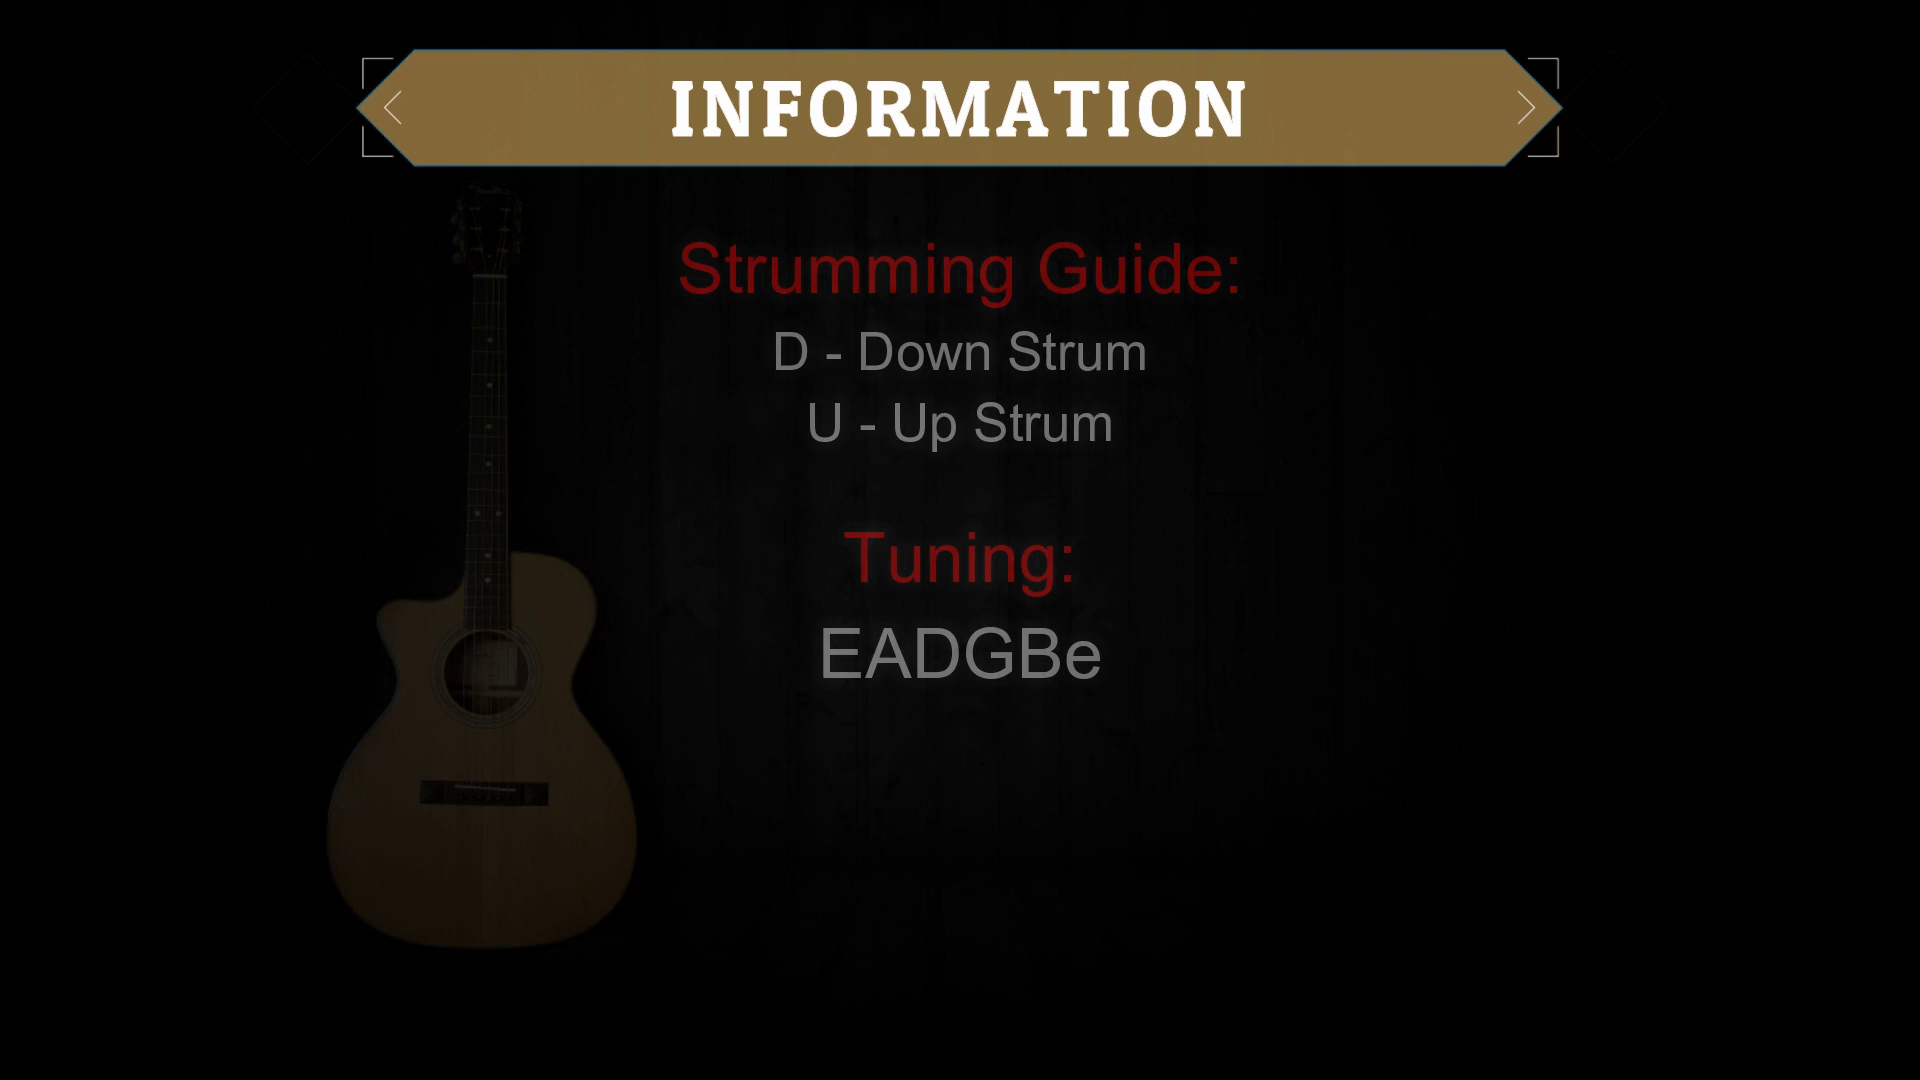 INFORMATION
Strumming Guide:
D - Down Strum
U - Up Strum
Tuning:
EADGBe